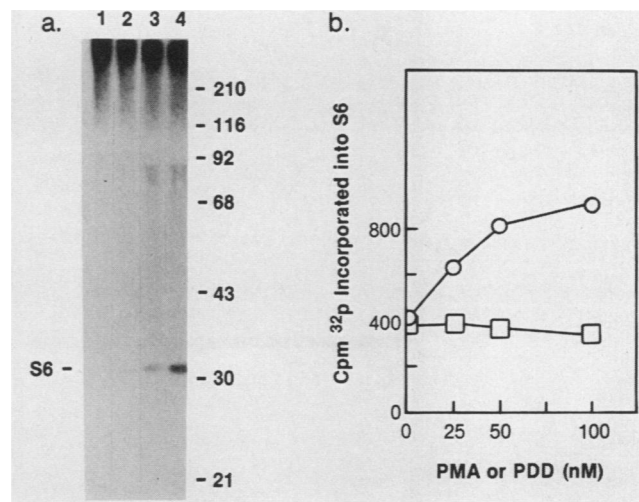 a.
1 2 3 4
- 210
- 116
- 92
- 68
- 43
S6 -
- 30
- 21
b.
Cpm 32p Incorporated into S6
800
400
0
0 25 50 100
PMA or PDD (nM)